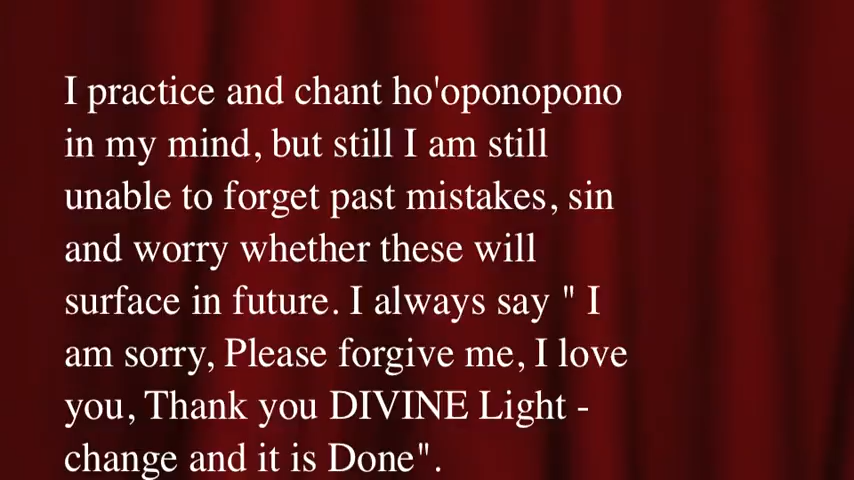 I practice and chant ho'oponopono
in my mind, but still I am still
unable to forget past mistakes, sin
and worry whether these will
surface in future. I always say " I
am sorry, Please forgive me, I love
you, Thank you DIVINE Light -
change and it is Done".